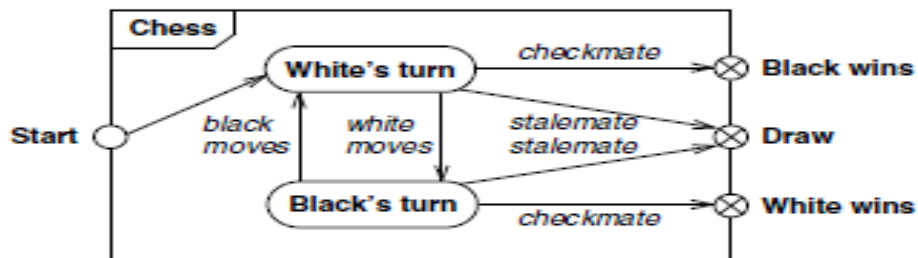 Chess
White's turn
checkmate
Black wins
Start
black
moves
white
moves
stalemate
stalemate
Draw
Black's turn
checkmate
White wins